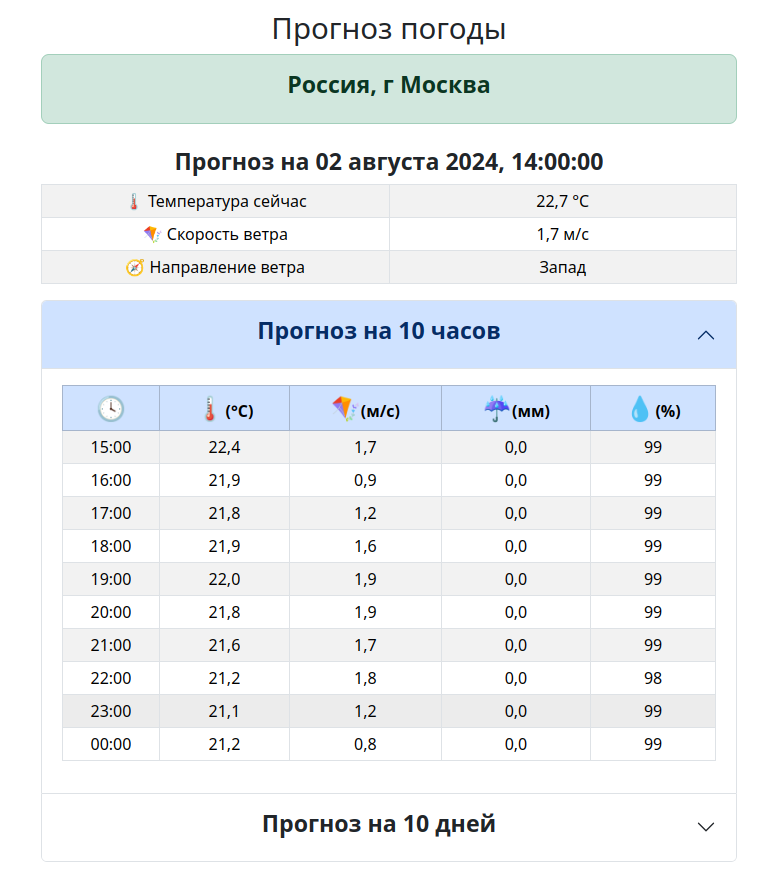 Прогноз погоды
Россия, г Москва
Прогноз на 02 августа 2024, 14:00:00
🌡️ Температура сейчас 22,7 °C
🪁 Скорость ветра 1,7 м/с
🧭 Направление ветра Запад
Прогноз на 10 часов
🕓 🌡️ (°C) 🪁 (м/с) ☔ (мм) 💧 (%)
15:00 22,4 1,7 0,0 99
16:00 21,9 0,9 0,0 99
17:00 21,8 1,2 0,0 99
18:00 21,9 1,6 0,0 99
19:00 22,0 1,9 0,0 99
20:00 21,8 1,9 0,0 99
21:00 21,6 1,7 0,0 99
22:00 21,2 1,8 0,0 98
23:00 21,1 1,2 0,0 99
00:00 21,2 0,8 0,0 99
Прогноз на 10 дней